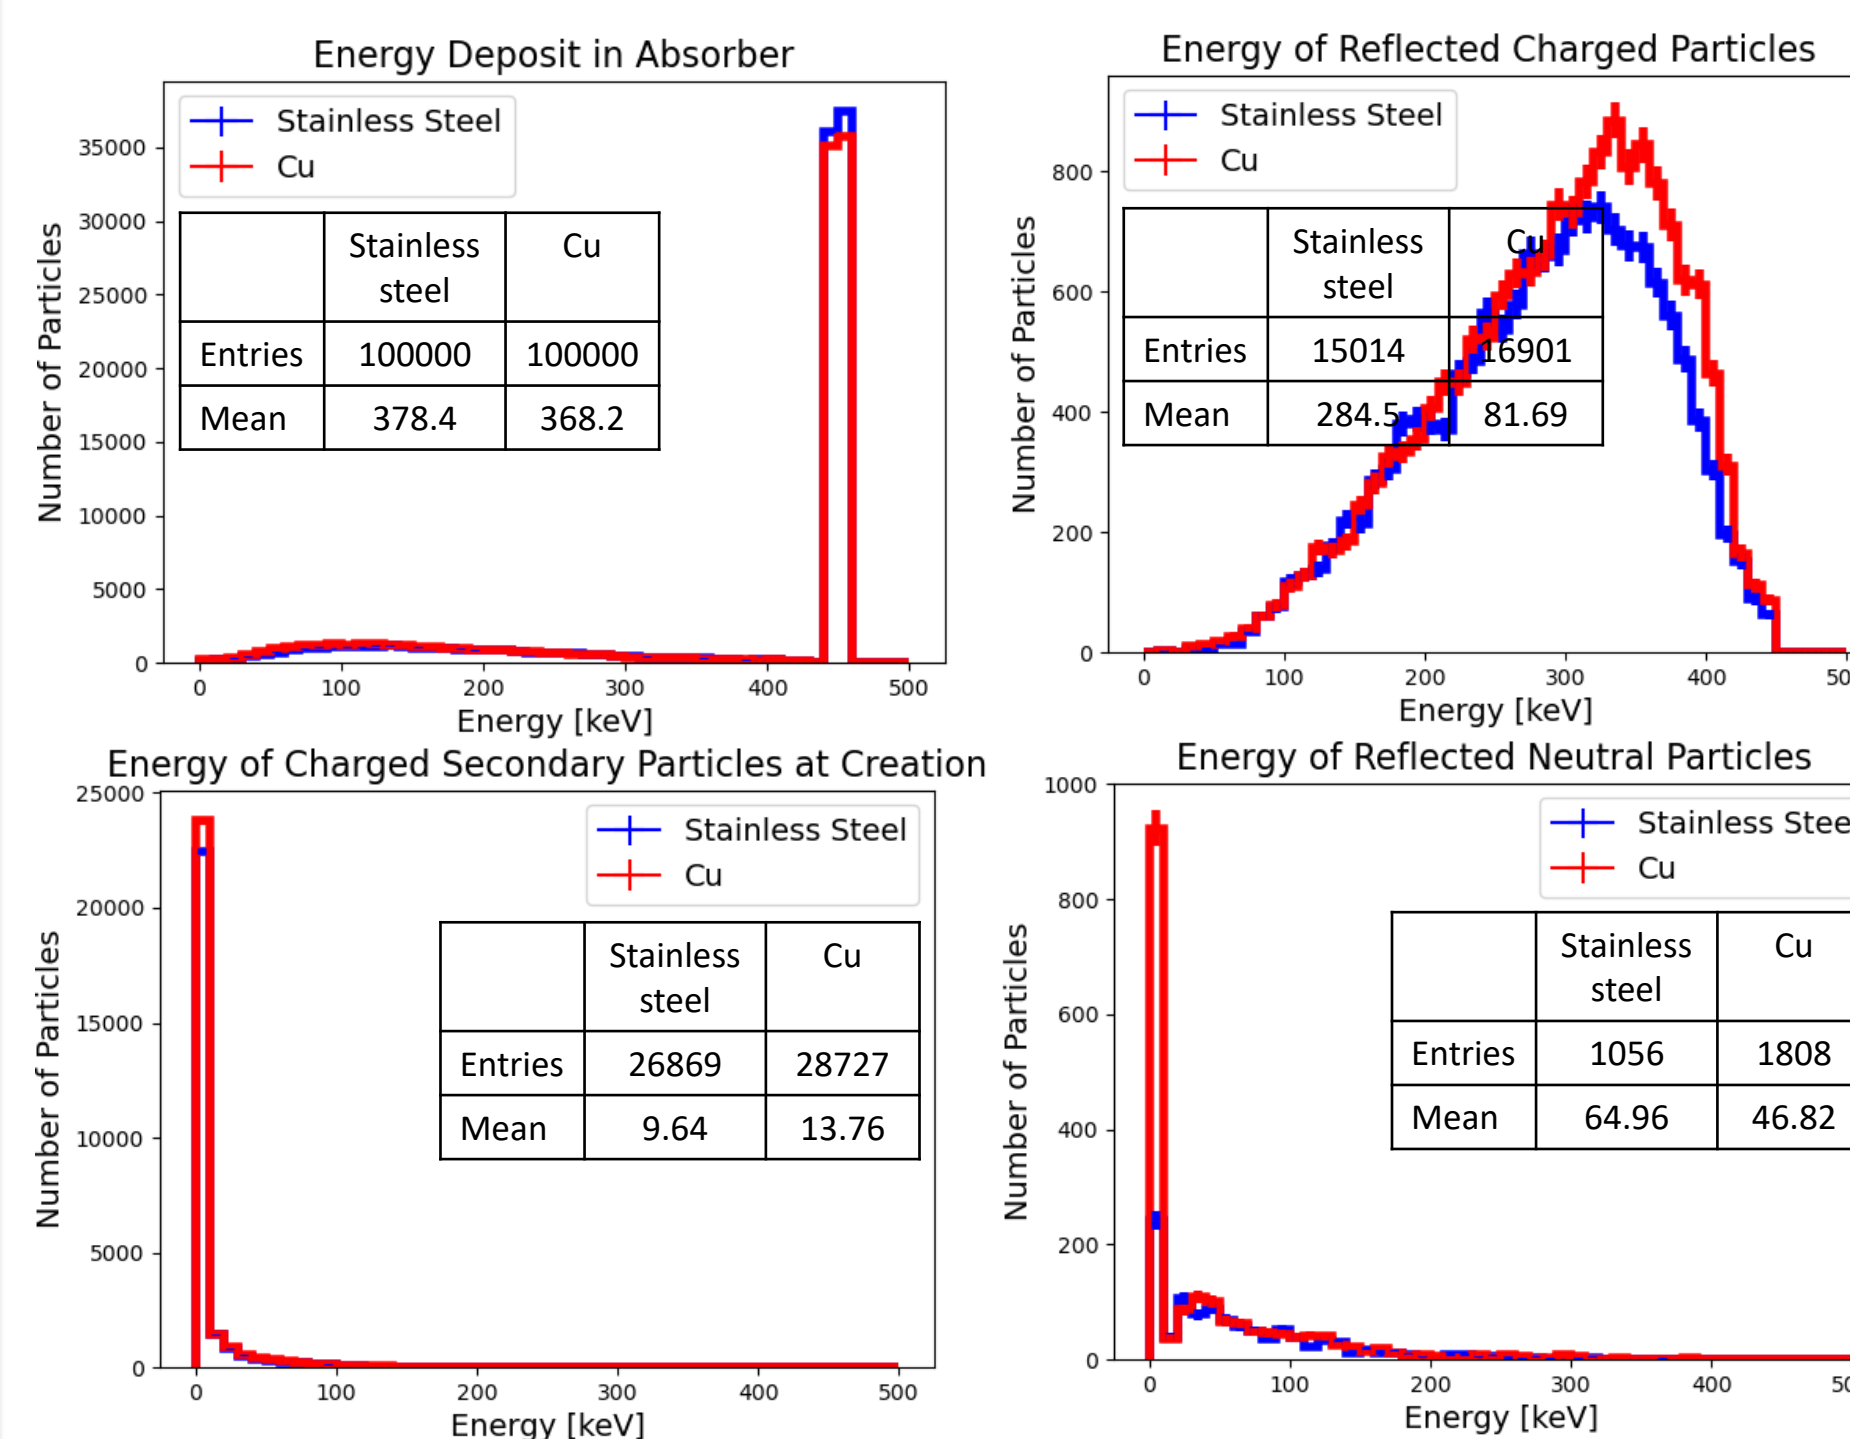 Energy Deposit in Absorber
Stainless Steel
Cu
Stainless steel Cu
Entries 100000 100000
Mean 378.4 368.2
Number of Particles
35000
30000
25000
20000
15000
10000
5000
0
0 100 200 300 400 500
Energy [keV]
Energy of Reflected Charged Particles
Stainless Steel
Cu
Stainless steel Cu
Entries 15014 16901
Mean 284.5 81.69
Number of Particles
800
600
400
200
0
0 100 200 300 400 50
Energy [keV]
Energy of Charged Secondary Particles at Creation
Stainless Steel
Cu
Stainless steel Cu
Entries 26869 28727
Mean 9.64 13.76
Number of Particles
25000
20000
15000
10000
5000
0
0 100 200 300 400 500
Energy [keV]
Energy of Reflected Neutral Particles
Stainless Stee
Cu
Stainless steel Cu
Entries 1056 1808
Mean 64.96 46.82
Number of Particles
1000
800
600
400
200
0
0 100 200 300 400 50
Energy [keV]